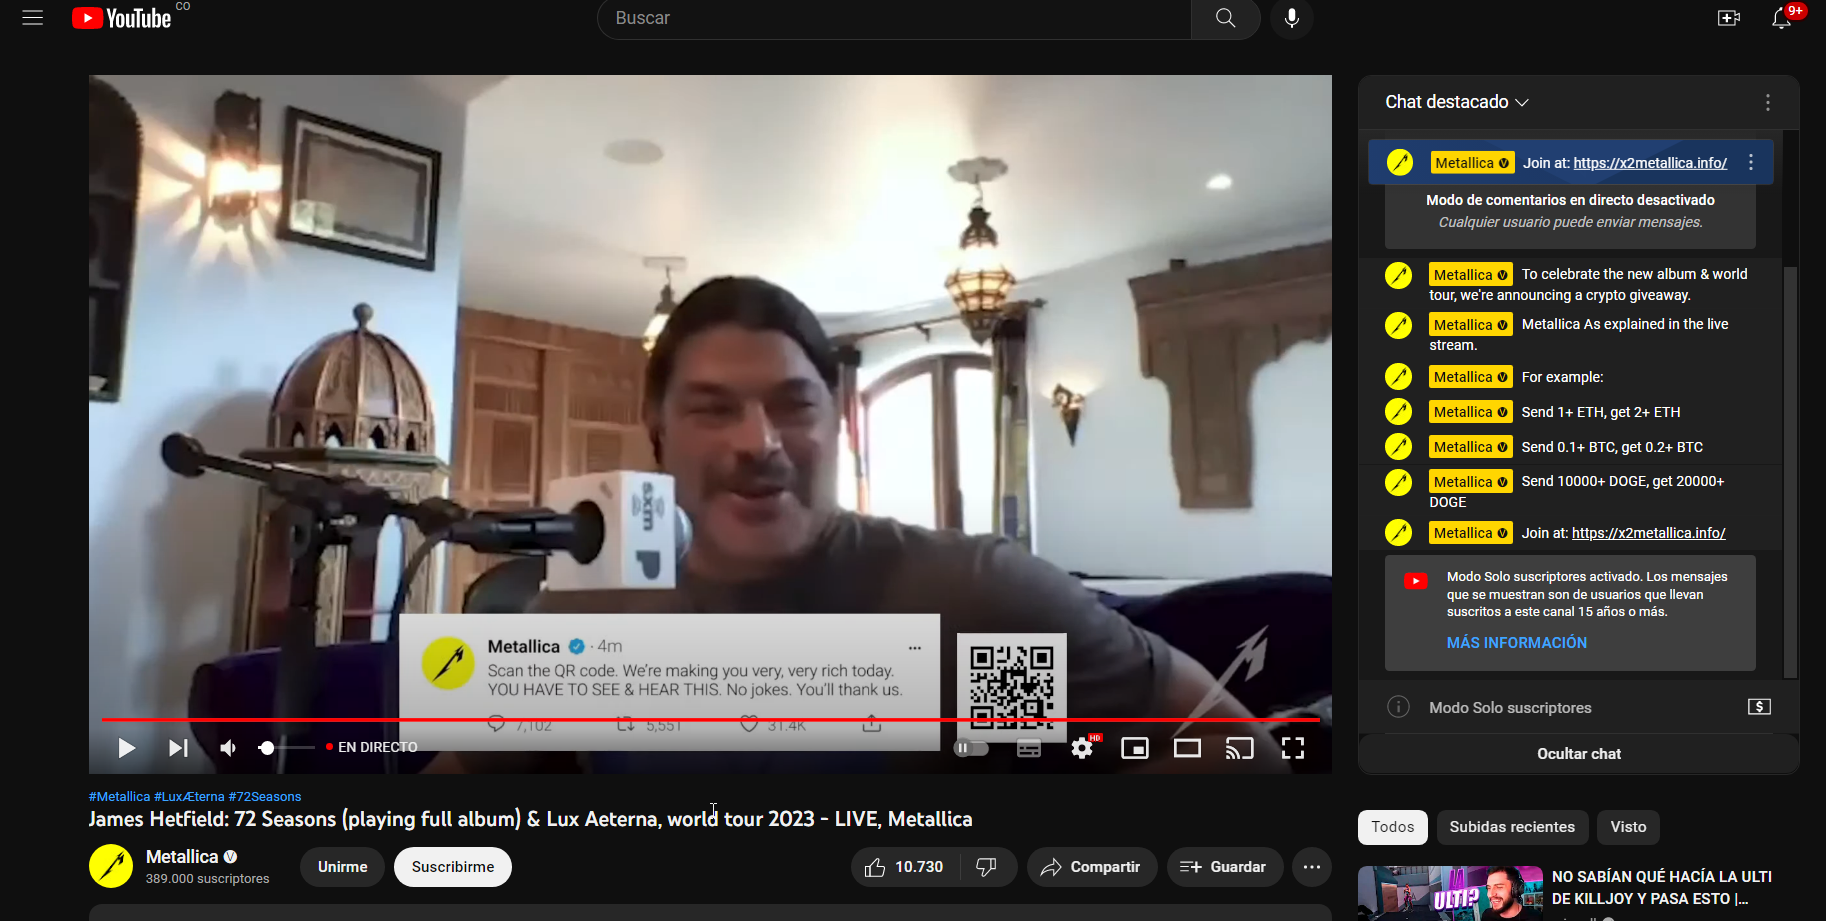 YouTube CO
Buscar
9+
sxm
P
Metallica · 4m
Scan the QR code. We're making you very, very rich today.
YOU HAVE TO SEE & HEAR THIS. No jokes. You'll thank us.
7,102 5,551 31.4K
EN DIRECTO
HD
#Metallica #LuxÆterna #72Seasons
James Hetfield: 72 Seasons (playing full album) & Lux Aeterna, world tour 2023 - LIVE, Metallica
Metallica
389.000 suscriptores
Unirme
Suscribirme
10.730
Compartir
Guardar
Chat destacado
Metallica Join at: https://x2metallica.info/
Modo de comentarios en directo desactivado
Cualquier usuario puede enviar mensajes.
Metallica To celebrate the new album & world
tour, we're announcing a crypto giveaway.
Metallica Metallica As explained in the live
stream.
Metallica For example:
Metallica Send 1+ ETH, get 2+ ETH
Metallica Send 0.1+ BTC, get 0.2+ BTC
Metallica Send 10000+ DOGE, get 20000+
DOGE
Metallica Join at: https://x2metallica.info/
Modo Solo suscriptores activado. Los mensajes
que se muestran son de usuarios que llevan
suscritos a este canal 15 años o más.
MÁS INFORMACIÓN
Modo Solo suscriptores
$
Ocultar chat
Todos
Subidas recientes
Visto
LA
ULTI?
NO SABÍAN QUÉ HACÍA LA ULTI
DE KILLJOY Y PASA ESTO |...